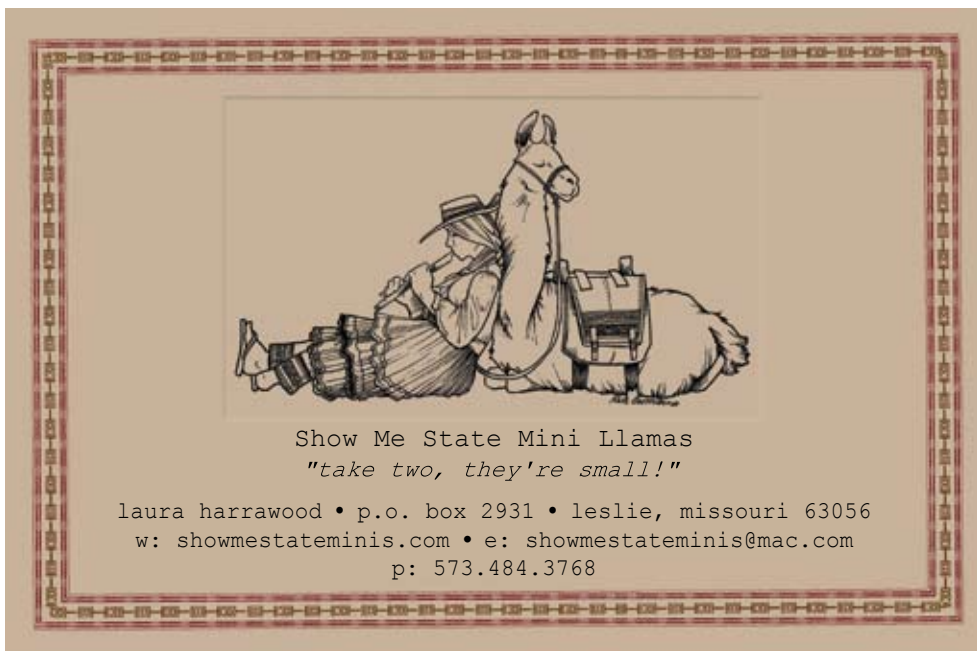 Show Me State Mini Llamas
"take two, they're small!"
laura harrawood • p.o. box 2931 • leslie, missouri 63056
w: showmestateminis.com • e: showmestateminis@mac.com
p: 573.484.3768